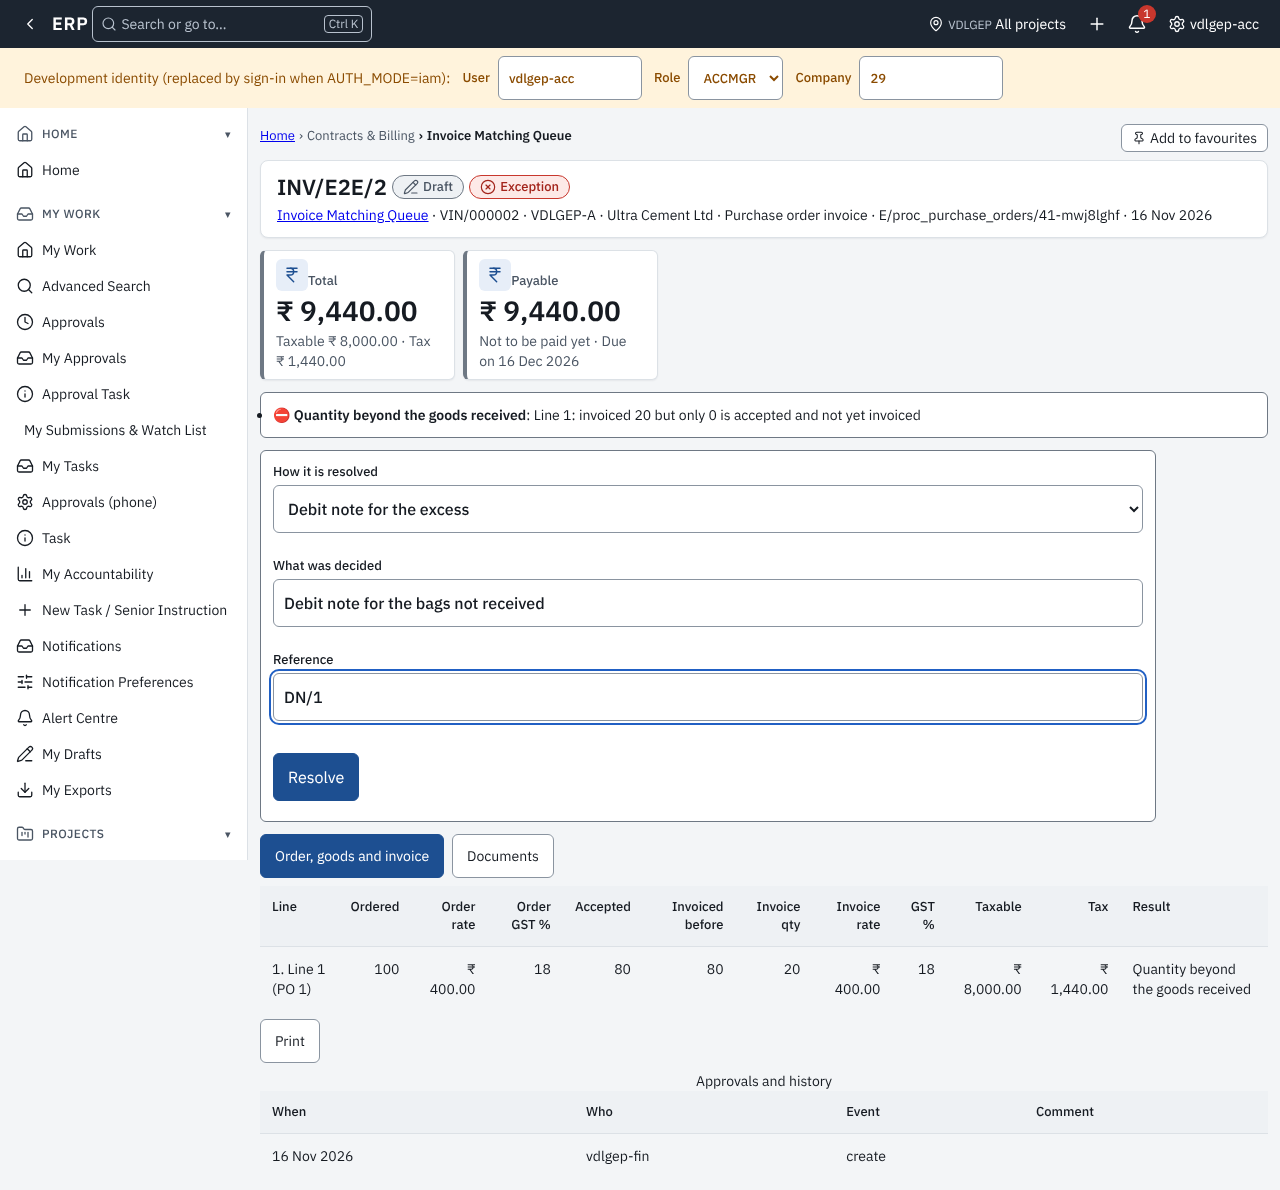 ERP
Search or go to...
Ctrl K
VDLGEP All projects
1
vdlgep-acc
Development identity (replaced by sign-in when AUTH_MODE=iam):
User
vdlgep-acc
Role
ACCMGR
Company
29
HOME
Home
MY WORK
My Work
Advanced Search
Approvals
My Approvals
Approval Task
My Submissions & Watch List
My Tasks
Approvals (phone)
Task
My Accountability
New Task / Senior Instruction
Notifications
Notification Preferences
Alert Centre
My Drafts
My Exports
PROJECTS
Home › Contracts & Billing › Invoice Matching Queue
Add to favourites
INV/E2E/2
Draft
Exception
Invoice Matching Queue · VIN/000002 · VDLGEP-A · Ultra Cement Ltd · Purchase order invoice · E/proc_purchase_orders/41-mwj8lghf · 16 Nov 2026
₹ Total
₹ 9,440.00
Taxable ₹ 8,000.00 · Tax
₹ 1,440.00
₹ Payable
₹ 9,440.00
Not to be paid yet · Due
on 16 Dec 2026
Quantity beyond the goods received: Line 1: invoiced 20 but only 0 is accepted and not yet invoiced
How it is resolved
Debit note for the excess
What was decided
Debit note for the bags not received
Reference
DN/1
Resolve
Order, goods and invoice
Documents
Line
Ordered
Order
rate
Order
GST %
Accepted
Invoiced
before
Invoice
qty
Invoice
rate
GST
%
Taxable
Tax
Result
1. Line 1
(PO 1)
100
₹
400.00
18
80
80
20
₹
400.00
18
₹
8,000.00
₹
1,440.00
Quantity beyond
the goods received
Print
Approvals and history
When
Who
Event
Comment
16 Nov 2026
vdlgep-fin
create